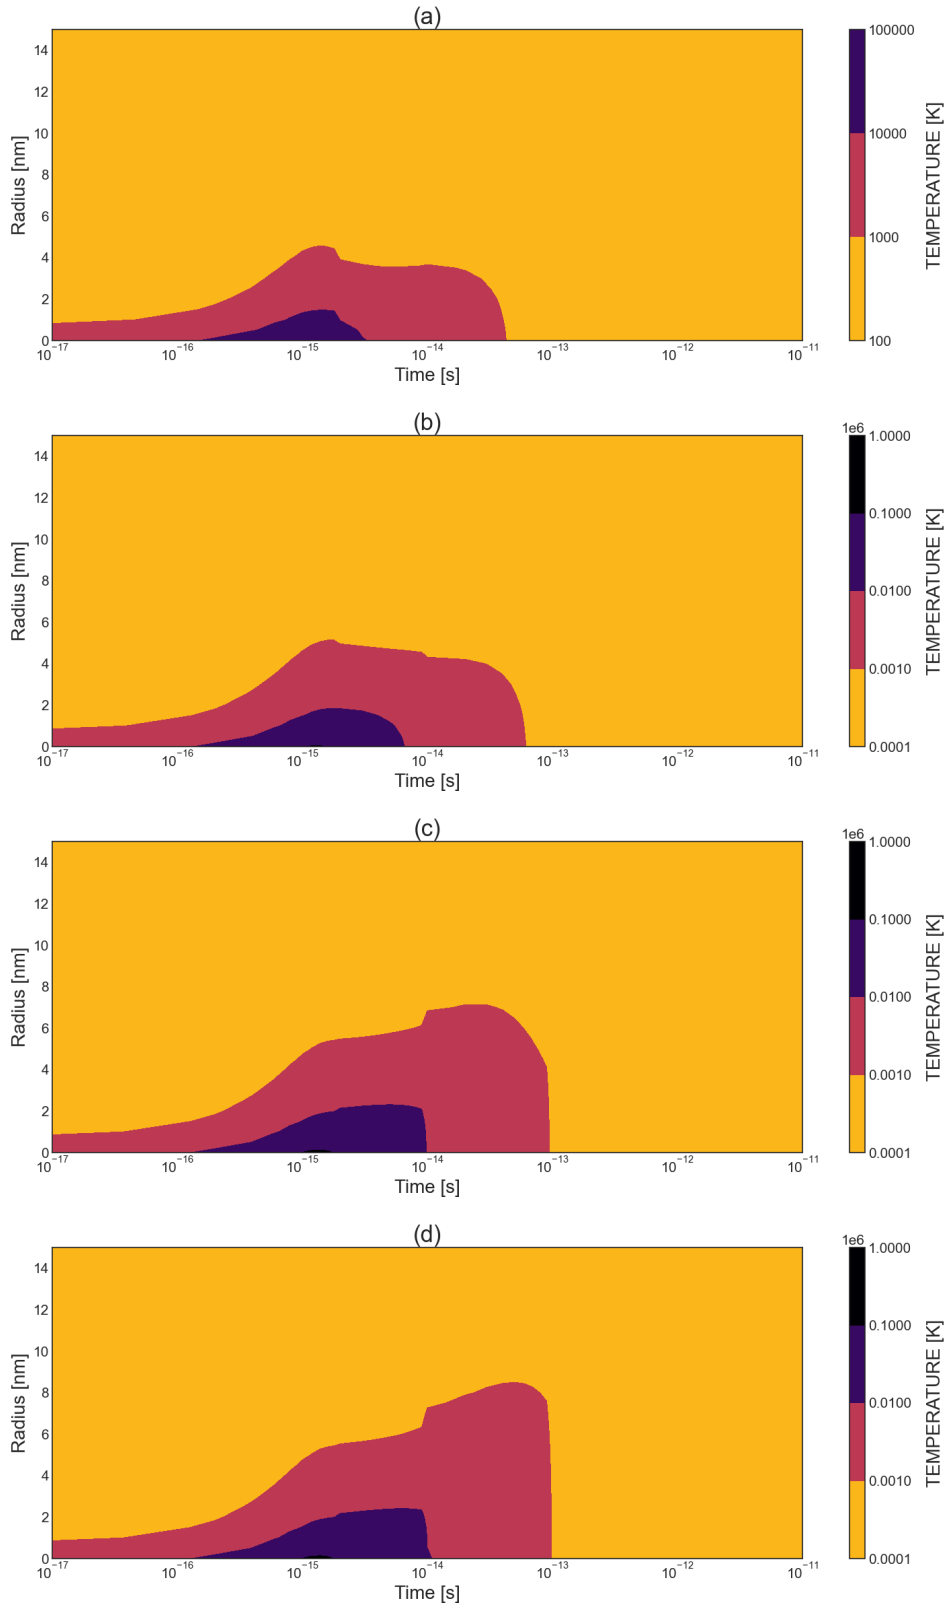 (a)
14
12
10
8
6
4
2
0
Radius [nm]
10⁻¹⁷ 10⁻¹⁶ 10⁻¹⁵ 10⁻¹⁴ 10⁻¹³ 10⁻¹² 10⁻¹¹
Time [s]
100000
10000
1000
100
TEMPERATURE [K]
(b)
14
12
10
8
6
4
2
0
Radius [nm]
10⁻¹⁷ 10⁻¹⁶ 10⁻¹⁵ 10⁻¹⁴ 10⁻¹³ 10⁻¹² 10⁻¹¹
Time [s]
1e6
1.0000
0.1000
0.0100
0.0010
0.0001
TEMPERATURE [K]
(c)
14
12
10
8
6
4
2
0
Radius [nm]
10⁻¹⁷ 10⁻¹⁶ 10⁻¹⁵ 10⁻¹⁴ 10⁻¹³ 10⁻¹² 10⁻¹¹
Time [s]
1e6
1.0000
0.1000
0.0100
0.0010
0.0001
TEMPERATURE [K]
(d)
14
12
10
8
6
4
2
0
Radius [nm]
10⁻¹⁷ 10⁻¹⁶ 10⁻¹⁵ 10⁻¹⁴ 10⁻¹³ 10⁻¹² 10⁻¹¹
Time [s]
1e6
1.0000
0.1000
0.0100
0.0010
0.0001
TEMPERATURE [K]